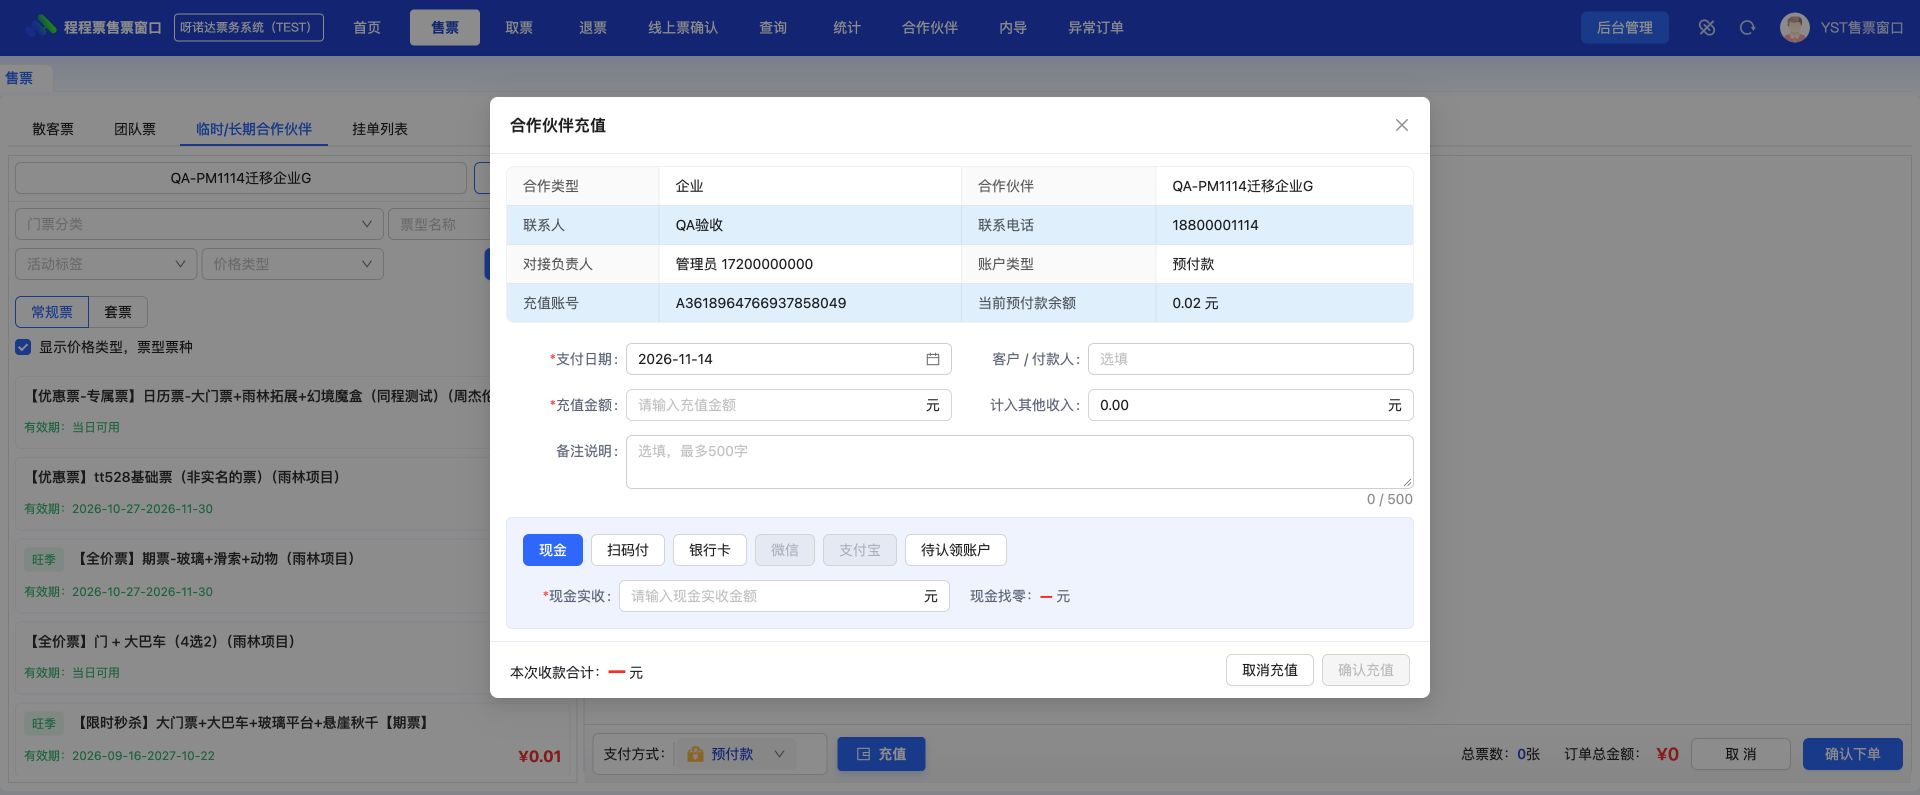 程程票售票窗口 呀诺达票务系统（TEST） 首页 售票 取票 退票 线上票确认 查询 统计 合作伙伴 内导 异常订单 后台管理 YST售票窗口
售票
散客票 团队票 临时/长期合作伙伴 挂单列表
QA-PM1114迁移企业G
门票分类 票型名称
活动标签 价格类型
常规票 套票
显示价格类型，票型票种
【优惠票-专属票】日历票-大门票+雨林拓展+幻境魔盒（同程测试）（周杰伦
有效期：当日可用
【优惠票】tt528基础票（非实名的票）（雨林项目）
有效期：2026-10-27-2026-11-30
旺季 【全价票】期票-玻璃+滑索+动物（雨林项目）
有效期：2026-10-27-2026-11-30
【全价票】门 + 大巴车（4选2）（雨林项目）
有效期：当日可用
旺季 【限时秒杀】大门票+大巴车+玻璃平台+悬崖秋千【期票】
有效期：2026-09-16-2027-10-22 ¥0.01
合作伙伴充值
合作类型 企业 合作伙伴 QA-PM1114迁移企业G
联系人 QA验收 联系电话 18800001114
对接负责人 管理员 17200000000 账户类型 预付款
充值账号 A3618964766937858049 当前预付款余额 0.02 元
*支付日期： 2026-11-14 客户 / 付款人： 选填
*充值金额： 请输入充值金额 元 计入其他收入： 0.00 元
备注说明： 选填，最多500字
0 / 500
现金 扫码付 银行卡 微信 支付宝 待认领账户
*现金实收： 请输入现金实收金额 元 现金找零： — 元
本次收款合计： — 元 取消充值 确认充值
支付方式： 预付款 充值 总票数： 0张 订单总金额： ¥0 取 消 确认下单